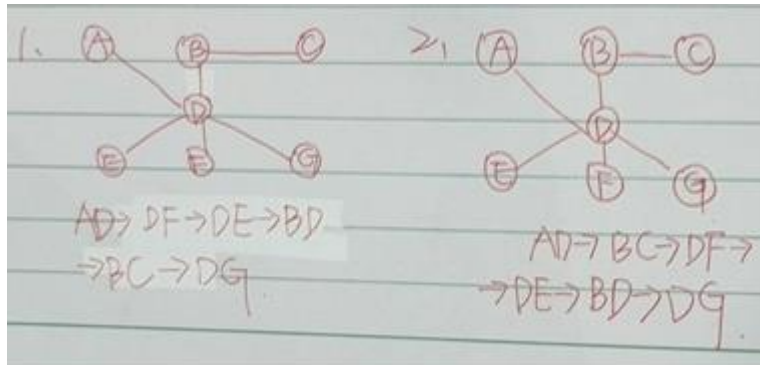 1. A B C
D
E F G
AD→ DF→DE→BD
→BC→DG.
2. A B C
D
E F G
AD→BC→DF→
→DE→BD→DG.